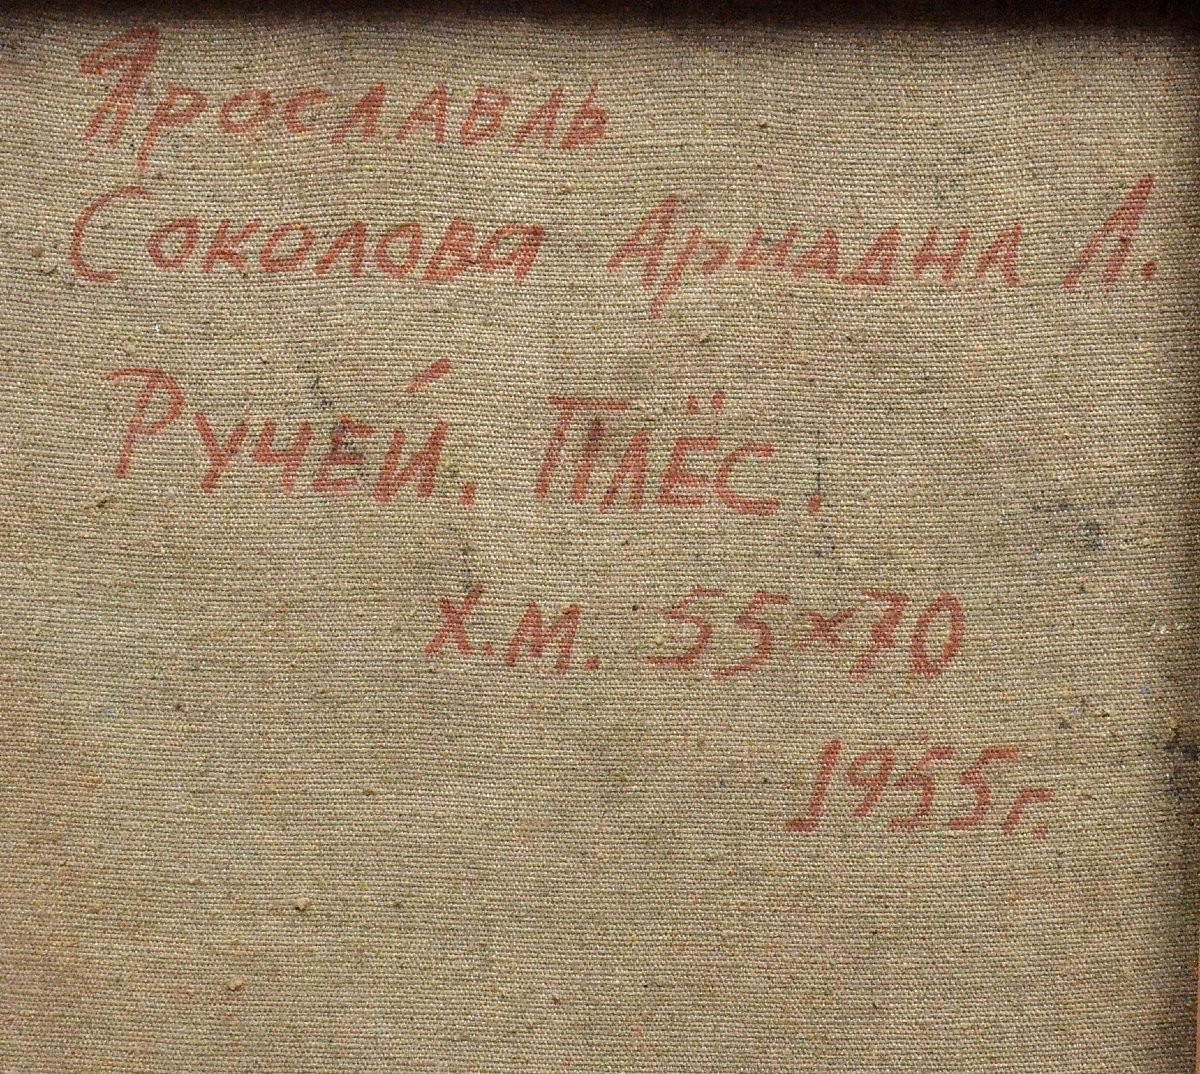 Ярославль
Соколова Ариадна Л.
Ручей. Плёс.
Х.М. 55×70
1955г.